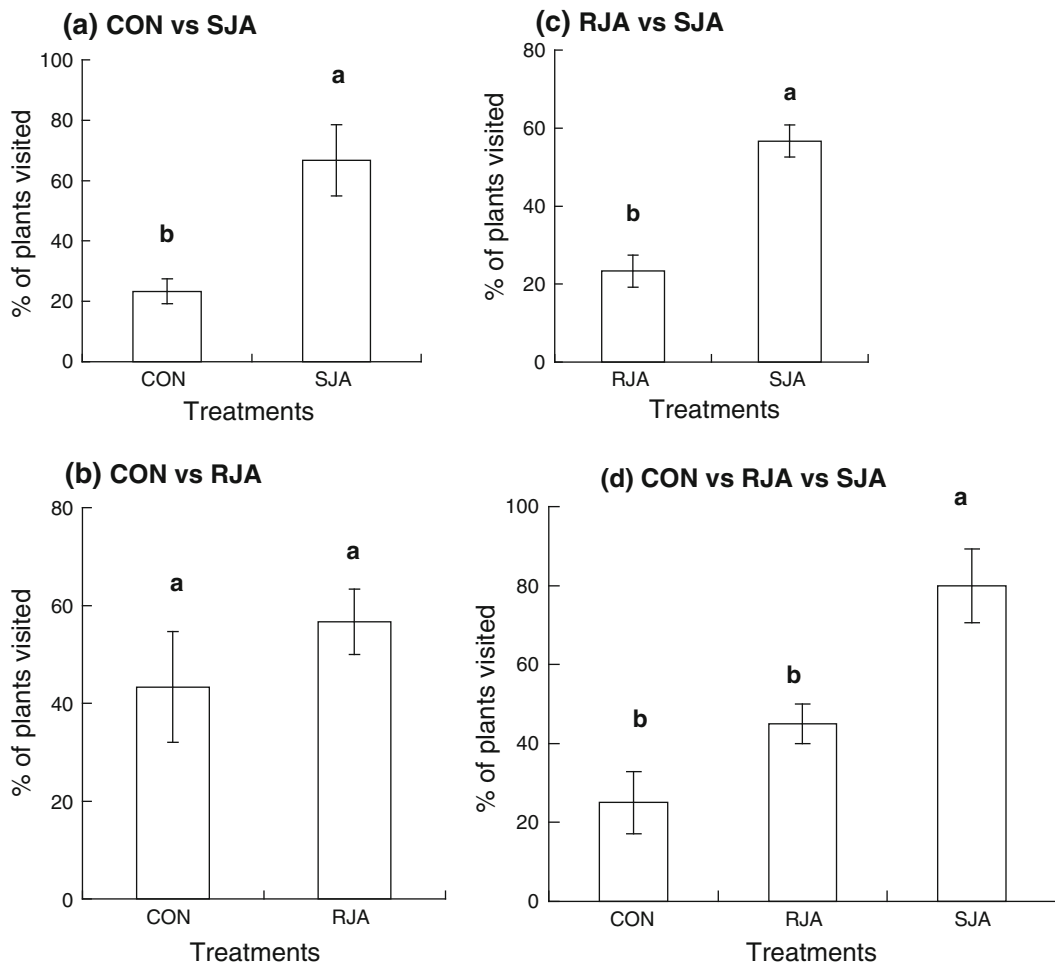 (a) CON vs SJA
% of plants visited
100
80
60
40
20
0
b
a
CON
SJA
Treatments
(c) RJA vs SJA
% of plants visited
80
60
40
20
0
b
a
RJA
SJA
Treatments
(b) CON vs RJA
% of plants visited
80
60
40
20
0
a
a
CON
RJA
Treatments
(d) CON vs RJA vs SJA
% of plants visited
100
80
60
40
20
0
b
b
a
CON
RJA
SJA
Treatments